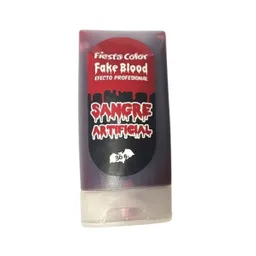 Fiesta Color
Fake Blood
EFECTO PROFESIONAL
SANGRE
ARTIFICIAL